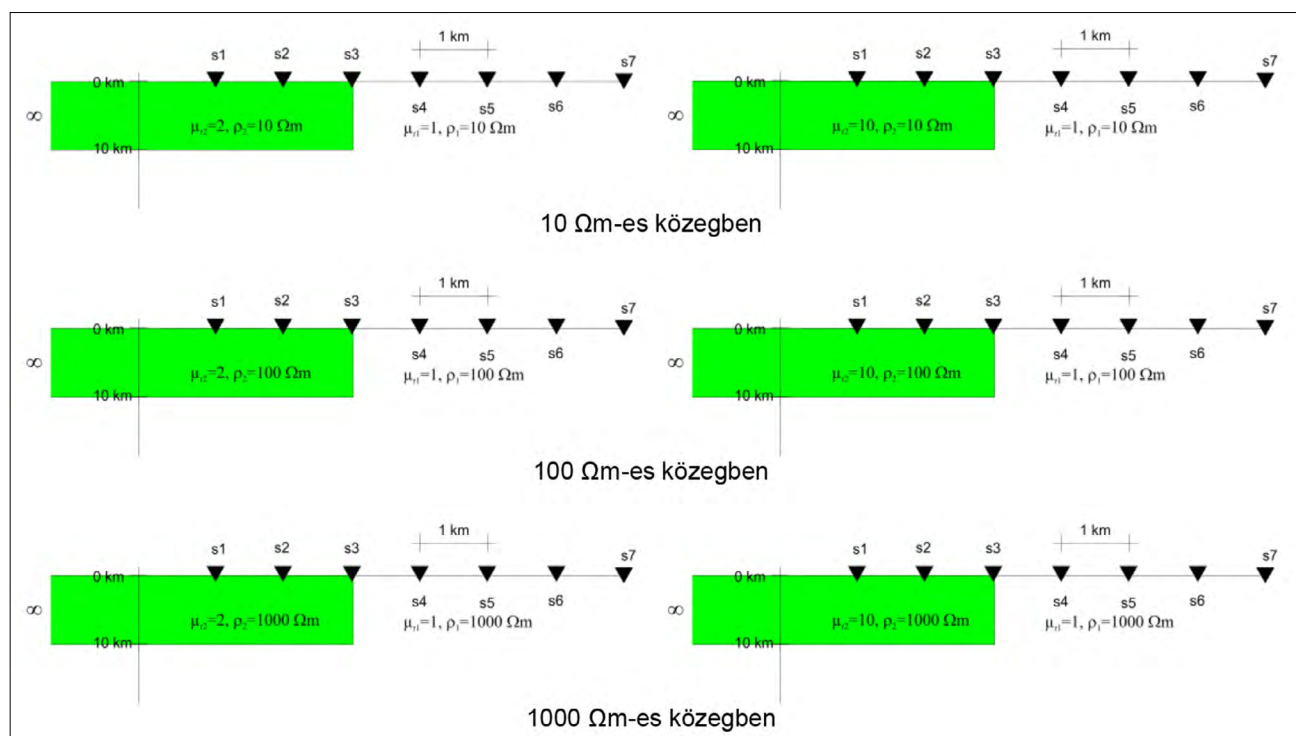 1 km
1 km
s1 s2 s3 s7
s1 s2 s3 s7
0 km
0 km
s4 s5 s6
s4 s5 s6
∞
∞
μr2=2, ρ2=10 Ωm
μr1=1, ρ1=10 Ωm
μr2=10, ρ2=10 Ωm
μr1=1, ρ1=10 Ωm
10 km
10 km
10 Ωm-es közegben
1 km
1 km
s1 s2 s3 s7
s1 s2 s3 s7
0 km
0 km
s4 s5 s6
s4 s5 s6
∞
∞
μr2=2, ρ2=100 Ωm
μr1=1, ρ1=100 Ωm
μr2=10, ρ2=100 Ωm
μr1=1, ρ1=100 Ωm
10 km
10 km
100 Ωm-es közegben
1 km
1 km
s1 s2 s3 s7
s1 s2 s3 s7
0 km
0 km
s4 s5 s6
s4 s5 s6
∞
∞
μr2=2, ρ2=1000 Ωm
μr1=1, ρ1=1000 Ωm
μr2=10, ρ2=1000 Ωm
μr1=1, ρ1=1000 Ωm
10 km
10 km
1000 Ωm-es közegben